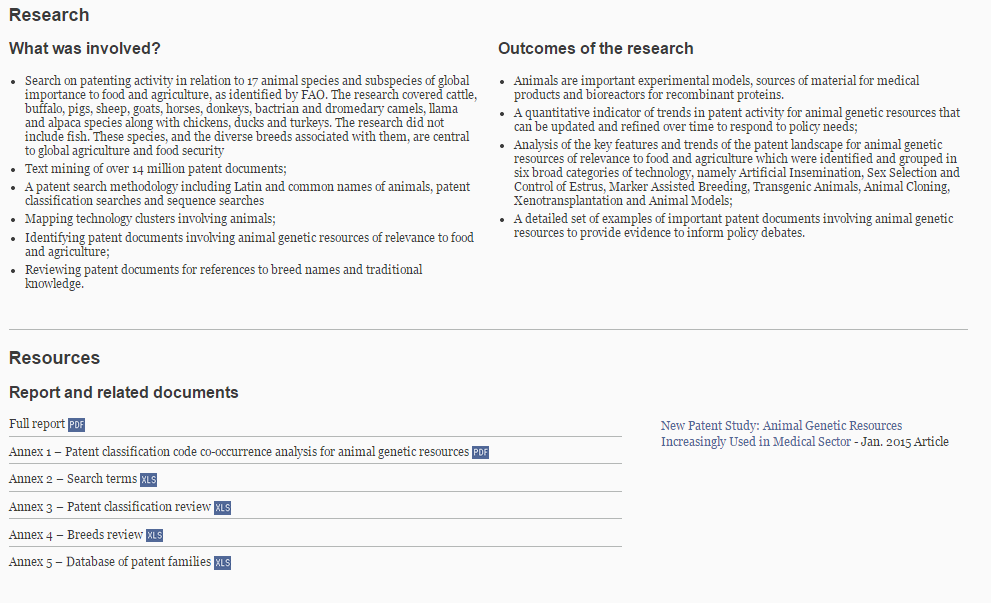 Research
What was involved?
Search on patenting activity in relation to 17 animal species and subspecies of global
importance to food and agriculture, as identified by FAO. The research covered cattle,
buffalo, pigs, sheep, goats, horses, donkeys, bactrian and dromedary camels, llama
and alpaca species along with chickens, ducks and turkeys. The research did not
include fish. These species, and the diverse breeds associated with them, are central
to global agriculture and food security
Text mining of over 14 million patent documents;
A patent search methodology including Latin and common names of animals, patent
classification searches and sequence searches
Mapping technology clusters involving animals;
Identifying patent documents involving animal genetic resources of relevance to food
and agriculture;
Reviewing patent documents for references to breed names and traditional
knowledge.
Outcomes of the research
Animals are important experimental models, sources of material for medical
products and bioreactors for recombinant proteins.
A quantitative indicator of trends in patent activity for animal genetic resources that
can be updated and refined over time to respond to policy needs;
Analysis of the key features and trends of the patent landscape for animal genetic
resources of relevance to food and agriculture which were identified and grouped in
six broad categories of technology, namely Artificial Insemination, Sex Selection and
Control of Estrus, Marker Assisted Breeding, Transgenic Animals, Animal Cloning,
Xenotransplantation and Animal Models;
A detailed set of examples of important patent documents involving animal genetic
resources to provide evidence to inform policy debates.
Resources
Report and related documents
Full report PDF
Annex 1 – Patent classification code co-occurrence analysis for animal genetic resources PDF
Annex 2 – Search terms XLS
Annex 3 – Patent classification review XLS
Annex 4 – Breeds review XLS
Annex 5 – Database of patent families XLS
New Patent Study: Animal Genetic Resources
Increasingly Used in Medical Sector - Jan. 2015 Article